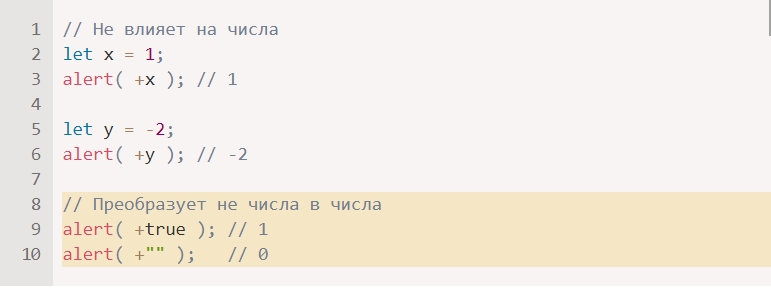 1 // Не влияет на числа
2 let x = 1;
3 alert( +x ); // 1
4
5 let y = -2;
6 alert( +y ); // -2
7
8 // Преобразует не числа в числа
9 alert( +true ); // 1
10 alert( +"" );   // 0